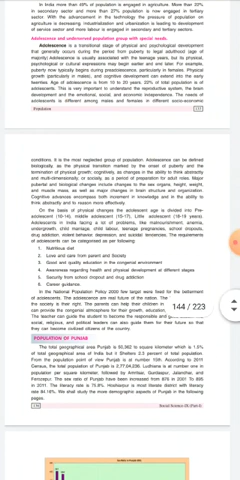 In India more than 49% of population is engaged in agriculture. More than 20%
in secondary and more than 27% population is now engaged in tertiary
sector. With the advancement in the technology the pressure of population on
agriculture is decreasing. Industrialisation and urbanisation is leading to development
of service sector and more labour is engaged in secondary and tertiary sectors.
Adolescence and undeserved population group with special needs.
Adolescence is a transitional stage of physical and psychological development
that generally occurs during the period from puberty to legal adulthood (age of
majority) Adolescence is usually associated with the teenage years, but its physical,
psychological or cultural expressions may begin earlier and end later. For example,
puberty now typically begins during preadolescence, particularly in females. Physical
growth (particularly in males), and cognitive development can extend into the early
twenties. Age of adolescence is from 10 to 20 years. 20% of total population is of
adolescents. This is very important to understand the reproductive system, the brain
development and the emotional, social, and economic independence. The needs of
adolescents is different among males and females in different socio-economic
Population
conditions. It is the most neglected group of population. Adolescence can be defined
biologically, as the physical transition marked by the onset of puberty and the
termination of physical growth; cognitively, as changes in the ability to think abstractly
and multi-dimensionally; or socially, as a period of preparation for adult roles. Major
pubertal and biological changes include changes to the sex organs, height, weight,
and muscle mass, as well as major changes in brain structure and organization.
Cognitive advances encompass both increment in knowledge and in the ability to
think abstractly and to reason more effectively.
On the basis of physical changes the adolescent age is divided into Pre-
adolescent (10-14), middle adolescent (15-17), Little adolescent (18-19 years).
Adolescents in India facing a lot of problems, like malnourishment, anaemia,
undergrowth, child marriage, child labour, teenage pregnancies, school dropouts,
drug addiction, violent behavior, depression, and suicidal tendencies. The requirements
of adolescents can be categorised as per following
1. Nutritious diet
2. Love and care from parent and Society
3. Good and quality education in the congenial environment
4. Awareness regarding health and physical development at different stages
5. Security from school dropout and drug addiction
6. Career guidance.
In the National Population Policy 2000 few target were fixed for the betterment
of adolescents. The adolescence are real future of the nation. The
the society is their right. The parents can help their children in
can provide the congenial atmosphere for their growth, education,
The teacher can guide the student to become the responsible and
social, religious, and political leaders can also guide them for their future so that
they can become civilised citizens of the country.
144 / 223
POPULATION OF PUNJAB
The total geographical area Punjab is 50,362 to square kilometer which is 1.6%
of total geographical area of India but it Shelters 2.3 percent of total population.
From the population point of view Punjab is at number 15th. According to 2011
Census, the total population of Punjab is 2,77,04,236. Ludhiana is at number one in
population per square kilometer, followed by Amritsar, Gurdaspur, Jalandhar, and
Ferozepur. The sex ratio of Punjab have been increased from 876 in 2001 to 895
in 2011. The literacy rate is 75.8%. Hoshiarpur is most literate district with literacy
rate 84.16%. We shall study the more demographic aspects of Punjab in the following
pages.
Social Science-IX (Part-I)